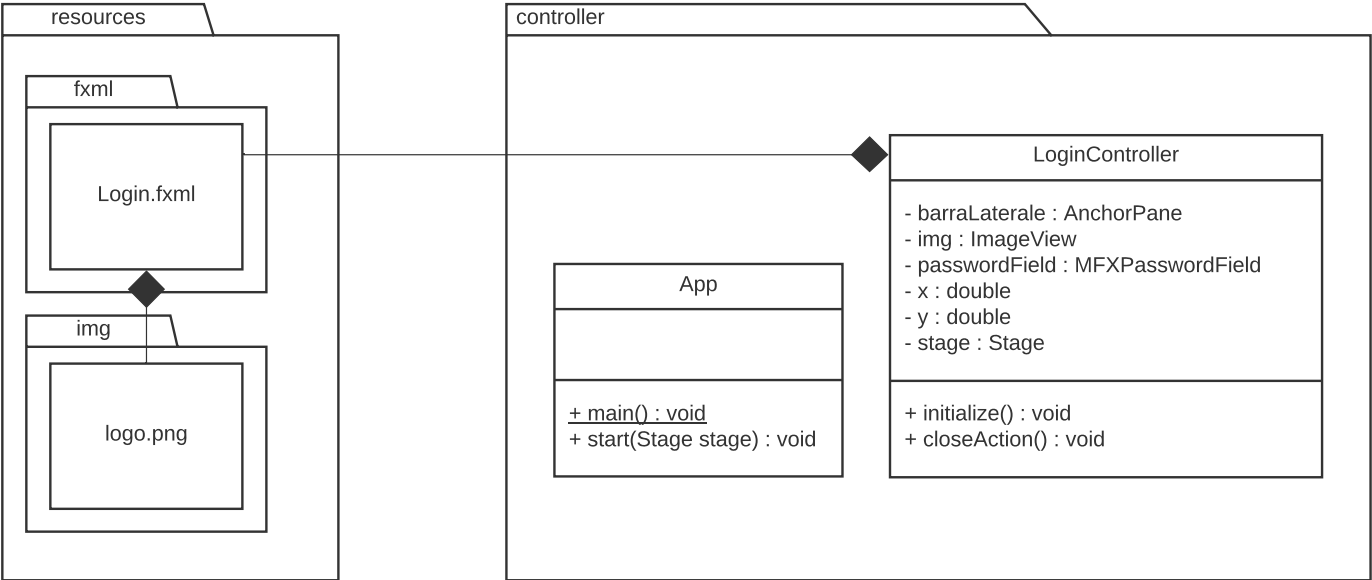 resources
fxml
Login.fxml
img
logo.png
controller
App
+ main() : void
+ start(Stage stage) : void
LoginController
- barraLaterale : AnchorPane
- img : ImageView
- passwordField : MFXPasswordField
- x : double
- y : double
- stage : Stage
+ initialize() : void
+ closeAction() : void